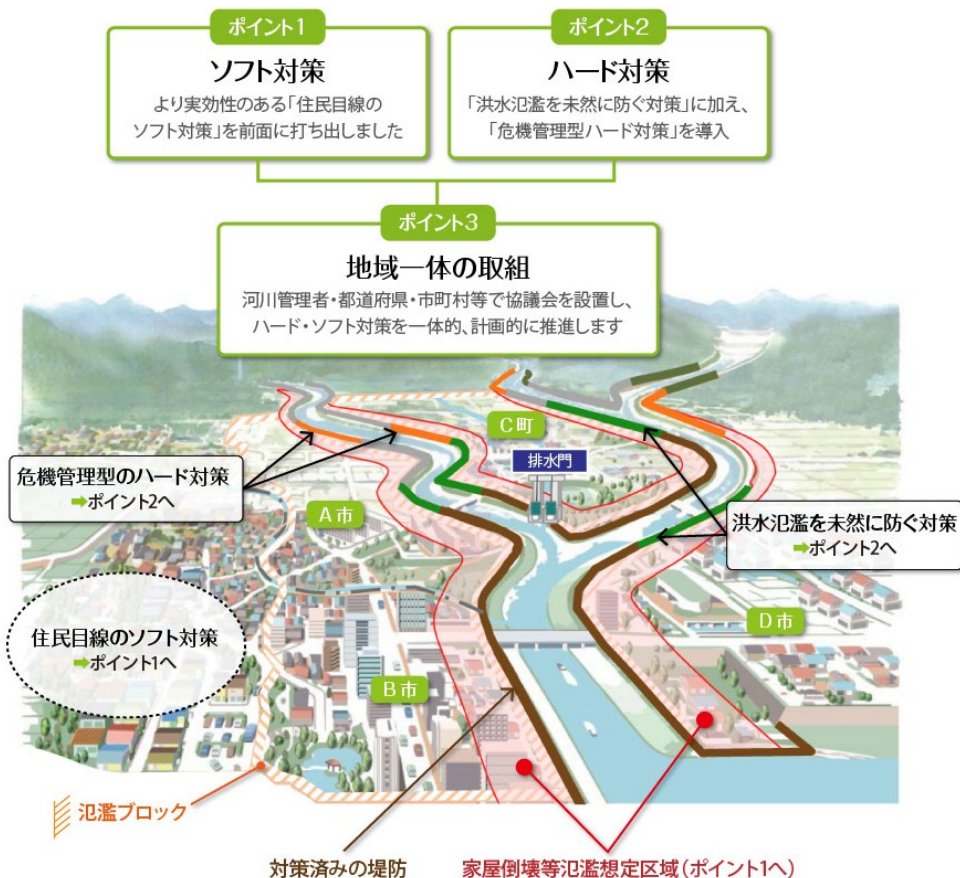 ポイント1
ソフト対策
より実効性のある「住民目線の
ソフト対策」を前面に打ち出しました
ポイント2
ハード対策
「洪水氾濫を未然に防ぐ対策」に加え、
「危機管理型ハード対策」を導入
ポイント3
地域一体の取組
河川管理者・都道府県・市町村等で協議会を設置し、
ハード・ソフト対策を一体的、計画的に推進します
C町
排水門
危機管理型のハード対策
➡ポイント2へ
A市
洪水氾濫を未然に防ぐ対策
➡ポイント2へ
住民目線のソフト対策
➡ポイント1へ
D市
B市
氾濫ブロック
対策済みの堤防
家屋倒壊等氾濫想定区域(ポイント1へ)